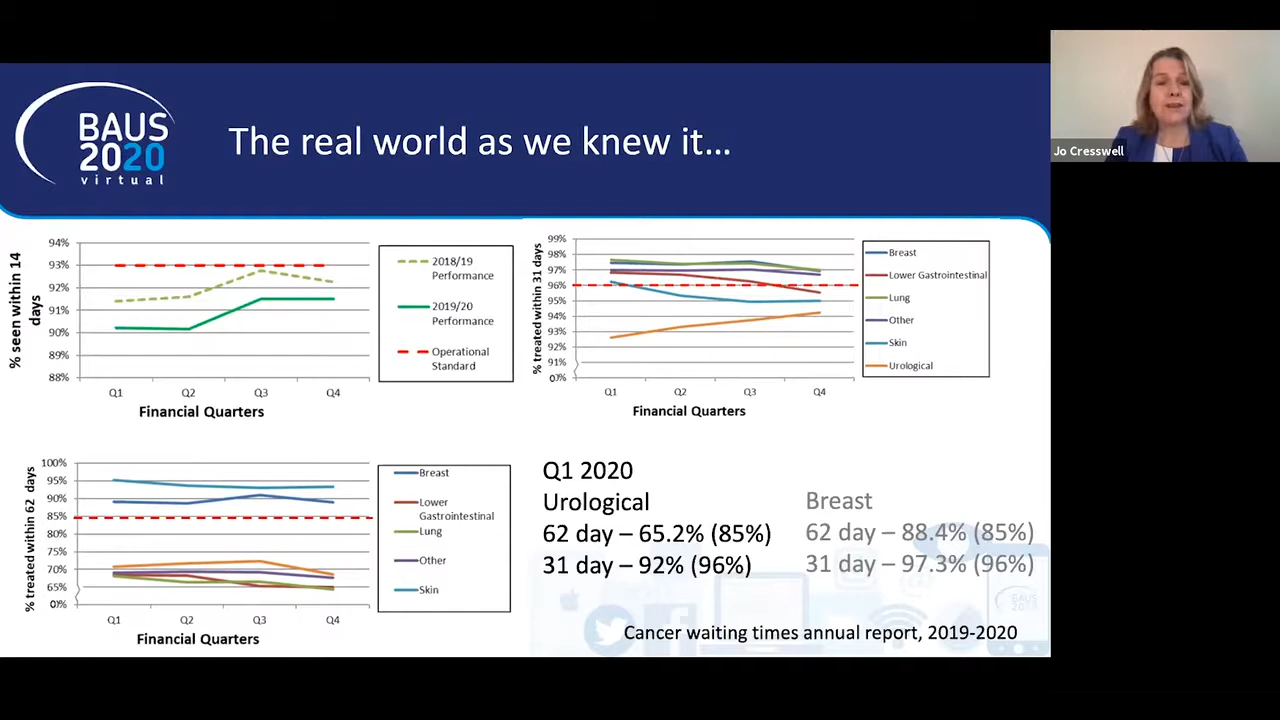 BAUS
2020
virtual
The real world as we knew it...
Jo Cresswell
% seen within 14
days
94%
93%
92%
91%
90%
89%
88%
Q1 Q2 Q3 Q4
Financial Quarters
2018/19
Performance
2019/20
Performance
Operational
Standard
% treated within 31 days
99%
98%
97%
96%
95%
94%
93%
92%
91%
0%
Q1 Q2 Q3 Q4
Financial Quarters
Breast
Lower Gastrointestinal
Lung
Other
Skin
Urological
% treated within 62 days
100%
95%
90%
85%
80%
75%
70%
65%
0%
Q1 Q2 Q3 Q4
Financial Quarters
Breast
Lower
Gastrointestinal
Lung
Other
Skin
Q1 2020
Urological
62 day – 65.2% (85%)
31 day – 92% (96%)
Breast
62 day – 88.4% (85%)
31 day – 97.3% (96%)
Cancer waiting times annual report, 2019-2020